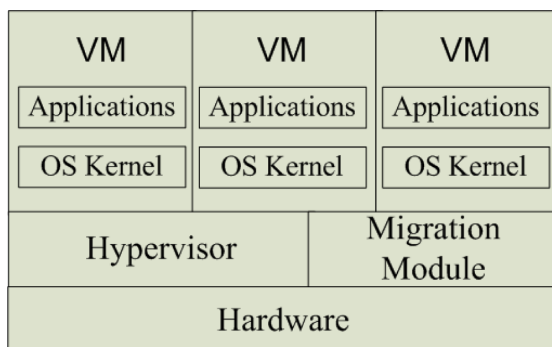 VM VM VM
Applications Applications Applications
OS Kernel OS Kernel OS Kernel
Hypervisor
Migration
Module
Hardware